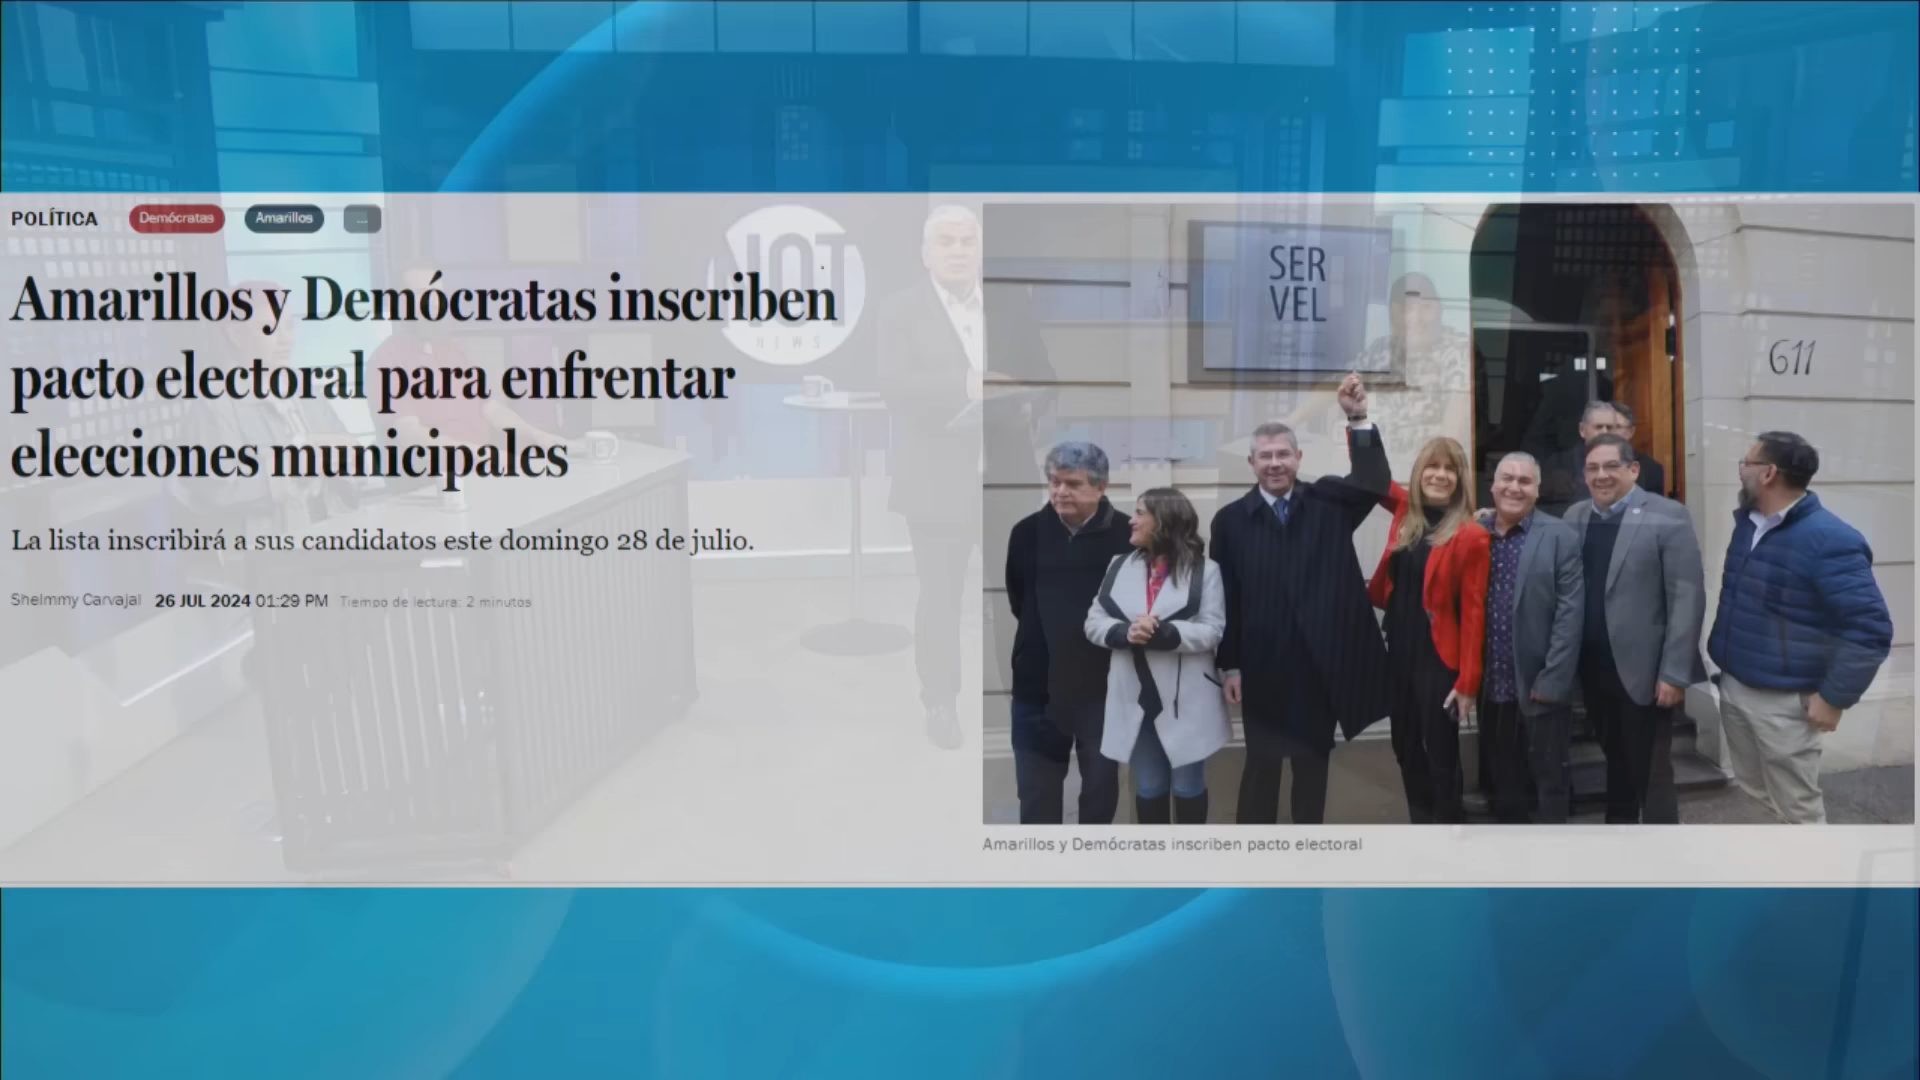 POLÍTICA Demócratas Amarillos ...
Amarillos y Demócratas inscriben
pacto electoral para enfrentar
elecciones municipales
La lista inscribirá a sus candidatos este domingo 28 de julio.
Shelmmy Carvajal 26 JUL 2024 01:29 PM Tiempo de lectura: 2 minutos
IOT
NEWS
SER
VEL
611
Amarillos y Demócratas inscriben pacto electoral